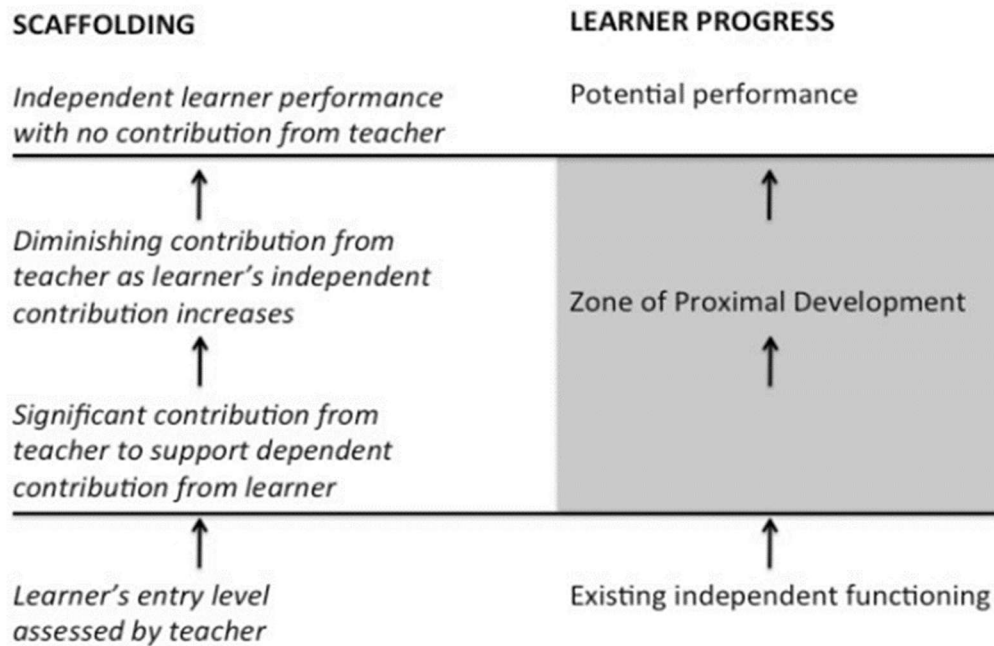 SCAFFOLDING
LEARNER PROGRESS
Independent learner performance
with no contribution from teacher
Potential performance
Diminishing contribution from
teacher as learner’s independent
contribution increases
Zone of Proximal Development
Significant contribution from
teacher to support dependent
contribution from learner
Learner’s entry level
assessed by teacher
Existing independent functioning